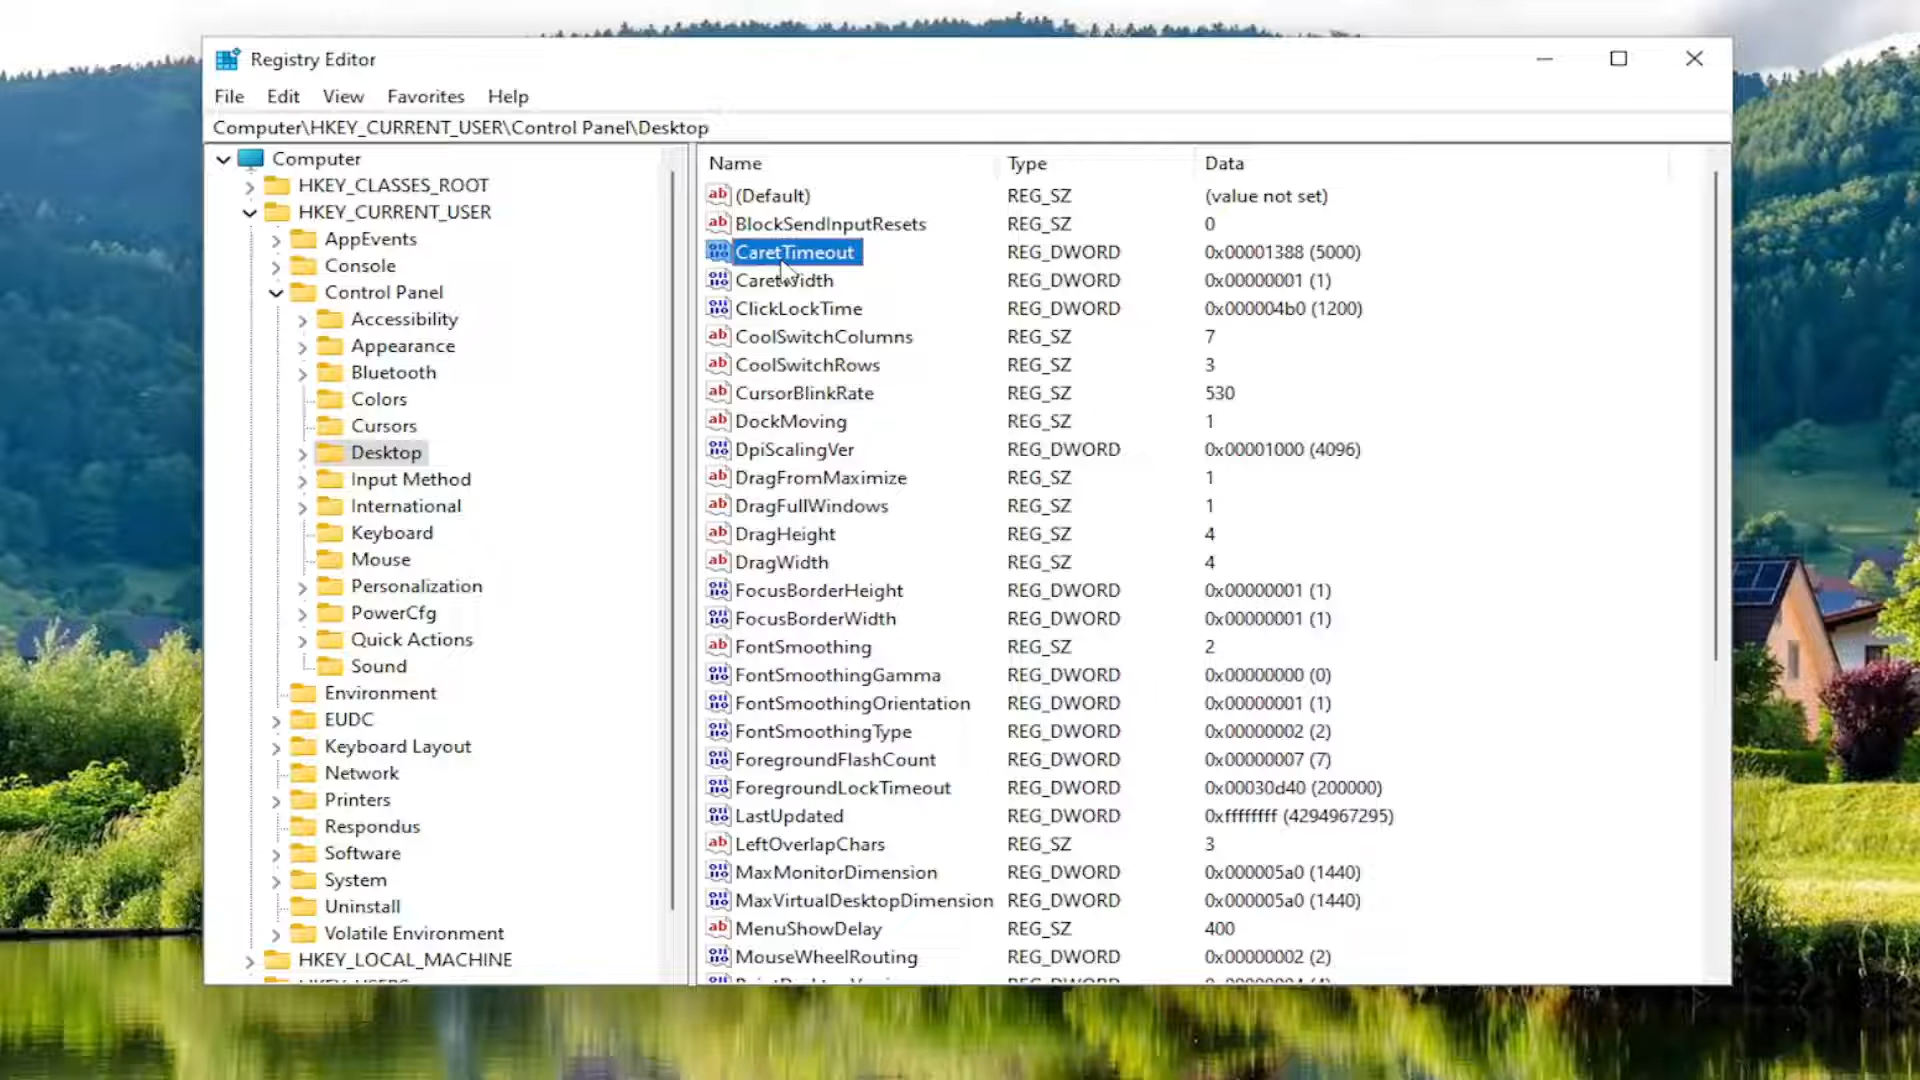 Registry Editor
File Edit View Favorites Help
Computer\HKEY_CURRENT_USER\Control Panel\Desktop
Computer
HKEY_CLASSES_ROOT
HKEY_CURRENT_USER
AppEvents
Console
Control Panel
Accessibility
Appearance
Bluetooth
Colors
Cursors
Desktop
Input Method
International
Keyboard
Mouse
Personalization
PowerCfg
Quick Actions
Sound
Environment
EUDC
Keyboard Layout
Network
Printers
Respondus
Software
System
Uninstall
Volatile Environment
HKEY_LOCAL_MACHINE
Name Type Data
(Default) REG_SZ (value not set)
BlockSendInputResets REG_SZ 0
CaretTimeout REG_DWORD 0x00001388 (5000)
CaretWidth REG_DWORD 0x00000001 (1)
ClickLockTime REG_DWORD 0x000004b0 (1200)
CoolSwitchColumns REG_SZ 7
CoolSwitchRows REG_SZ 3
CursorBlinkRate REG_SZ 530
DockMoving REG_SZ 1
DpiScalingVer REG_DWORD 0x00001000 (4096)
DragFromMaximize REG_SZ 1
DragFullWindows REG_SZ 1
DragHeight REG_SZ 4
DragWidth REG_SZ 4
FocusBorderHeight REG_DWORD 0x00000001 (1)
FocusBorderWidth REG_DWORD 0x00000001 (1)
FontSmoothing REG_SZ 2
FontSmoothingGamma REG_DWORD 0x00000000 (0)
FontSmoothingOrientation REG_DWORD 0x00000001 (1)
FontSmoothingType REG_DWORD 0x00000002 (2)
ForegroundFlashCount REG_DWORD 0x00000007 (7)
ForegroundLockTimeout REG_DWORD 0x00030d40 (200000)
LastUpdated REG_DWORD 0xffffffff (4294967295)
LeftOverlapChars REG_SZ 3
MaxMonitorDimension REG_DWORD 0x000005a0 (1440)
MaxVirtualDesktopDimension REG_DWORD 0x000005a0 (1440)
MenuShowDelay REG_SZ 400
MouseWheelRouting REG_DWORD 0x00000002 (2)